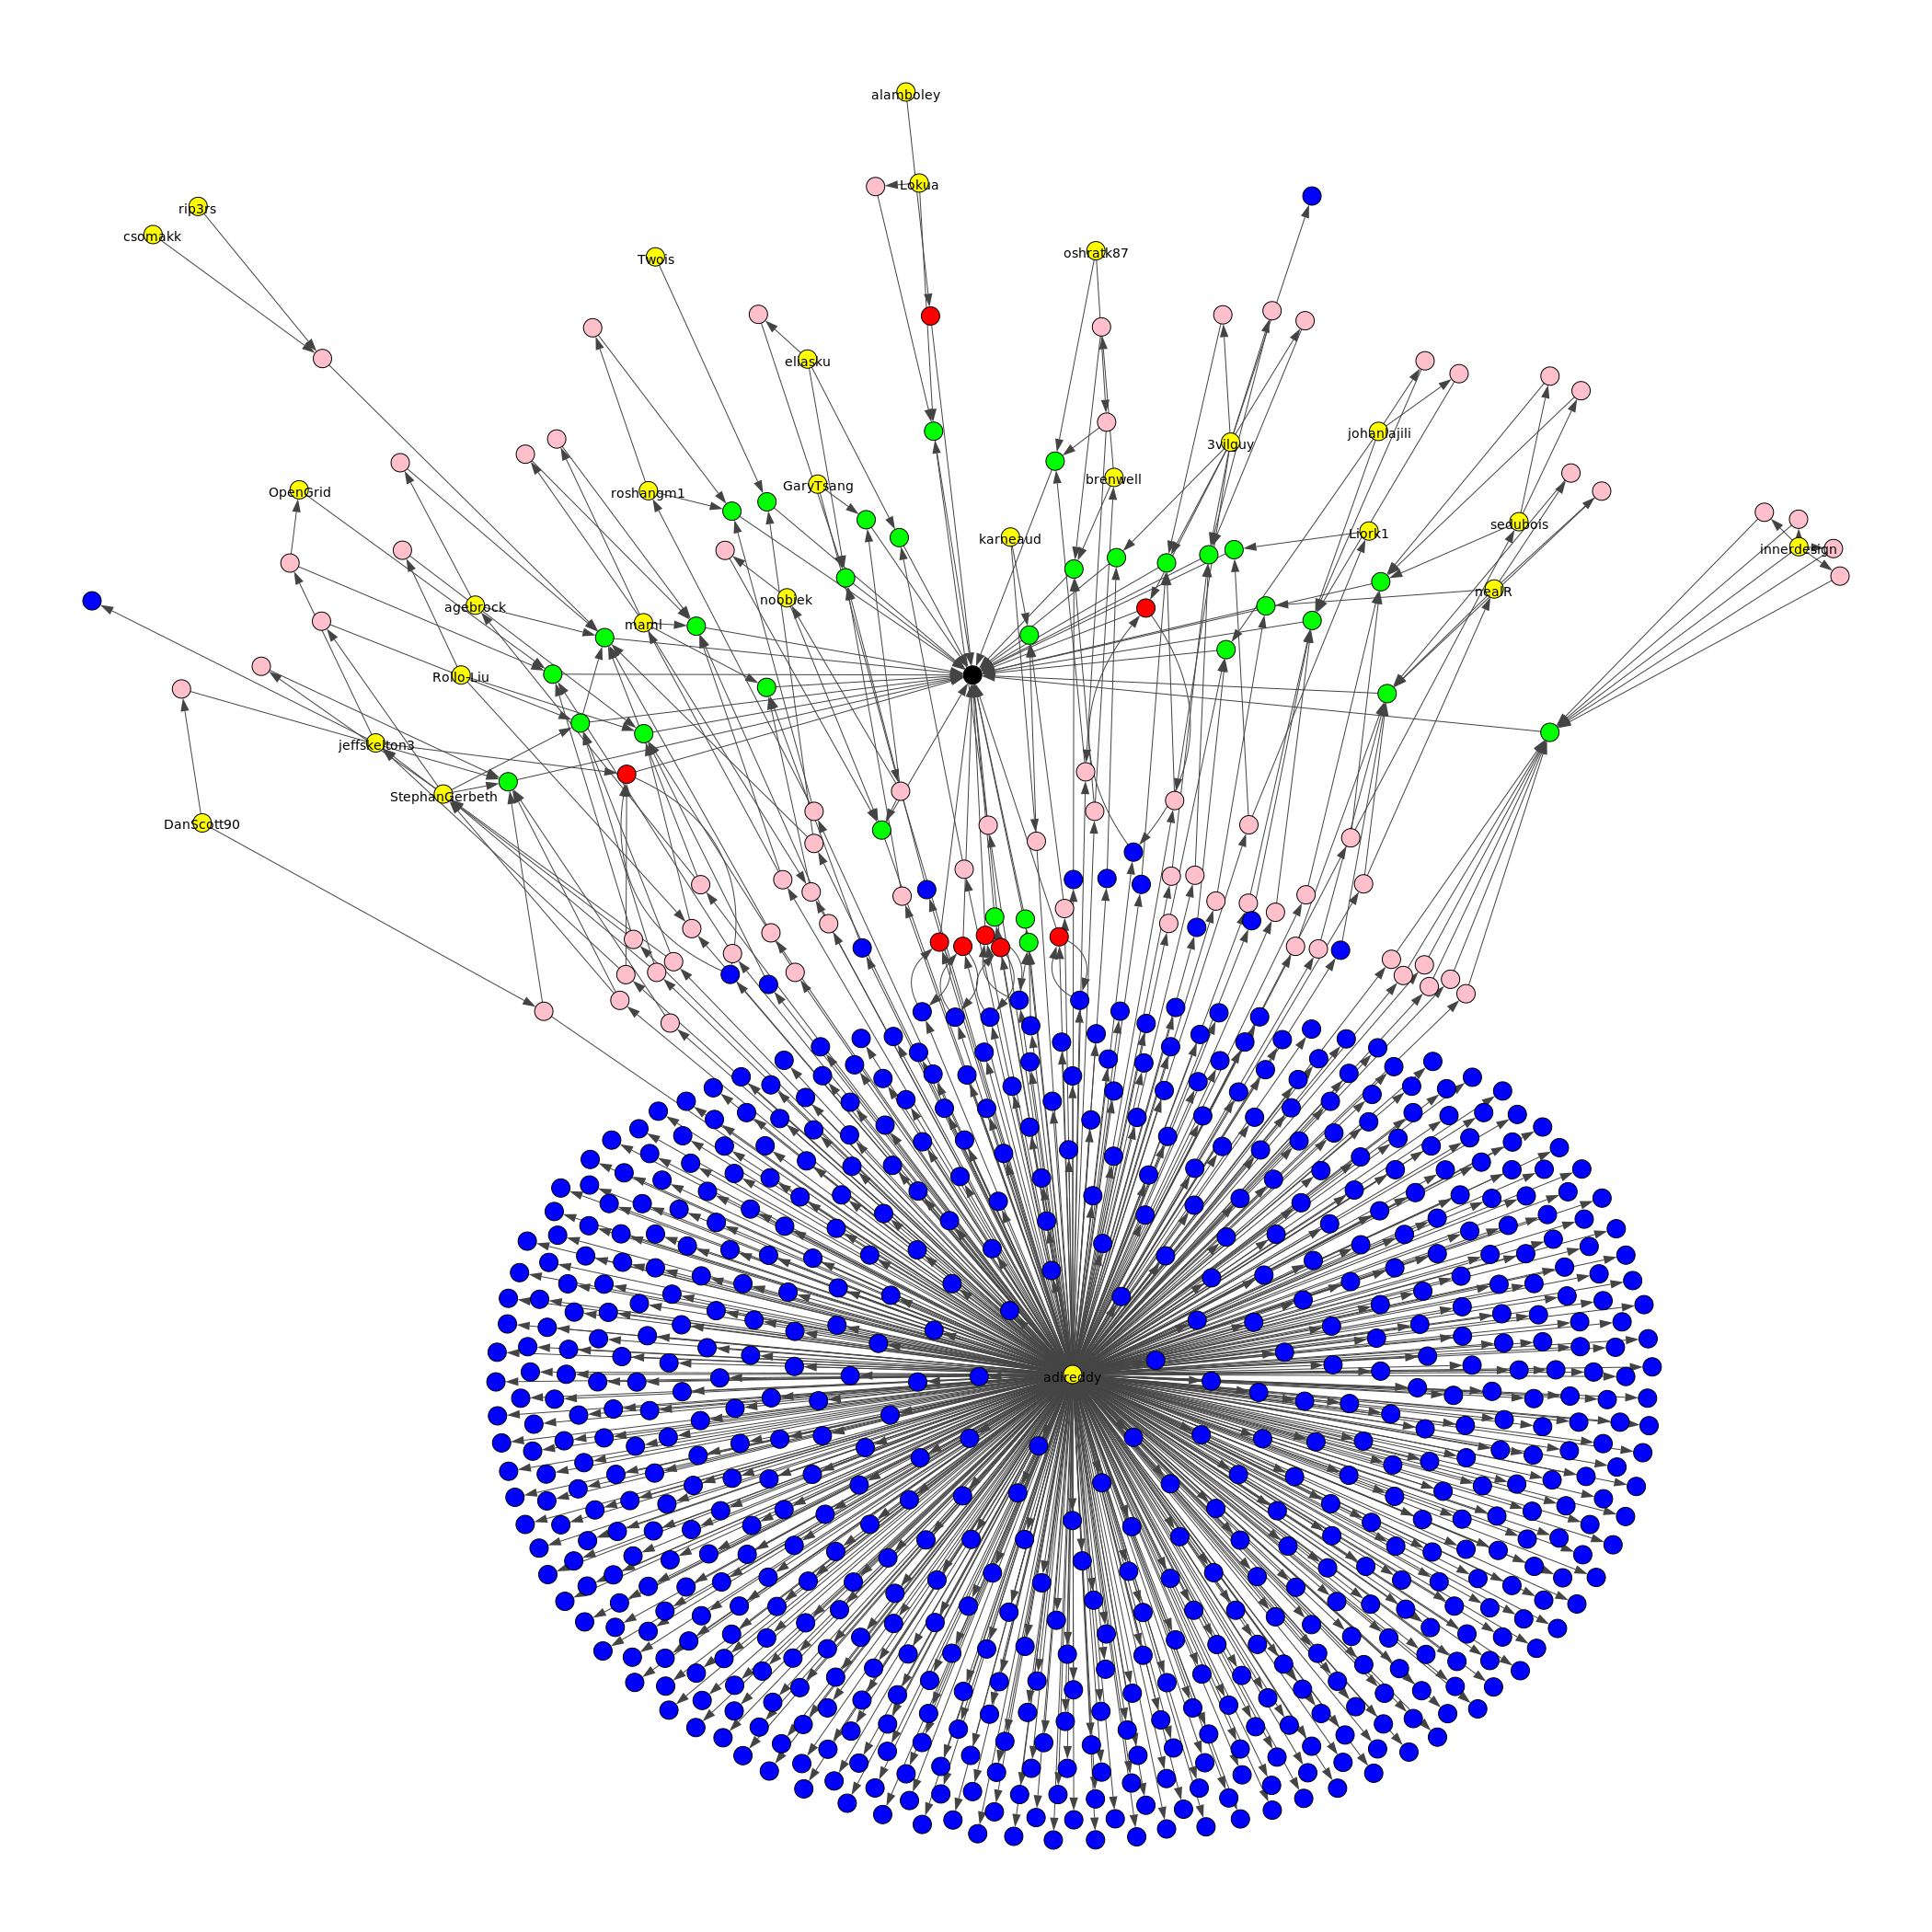 alamboley
Lokua
rip3rs
csomakk
Twois
oshratk87
eliasku
3vilguy
johanlajili
OpenGrid
roshangm1
GaryTsang
brenwell
karneaud
Liork1
sedubois
innerdesign
agebrock
maml
noobiek
nealR
Rollo-Liu
jeffskelton3
StephanGerbeth
DanScott90
adireddy